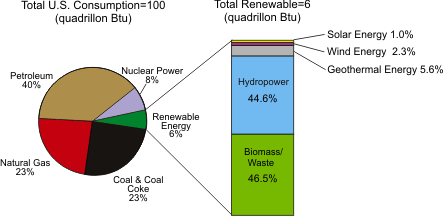 Total U.S. Consumption=100
(quadrillon Btu)
Total Renewable=6
(quadrillon Btu)
Petroleum
40%
Nuclear Power
8%
Renewable
Energy
6%
Natural Gas
23%
Coal & Coal
Coke
23%
Solar Energy 1.0%
Wind Energy 2.3%
Geothermal Energy 5.6%
Hydropower
44.6%
Biomass/
Waste
46.5%